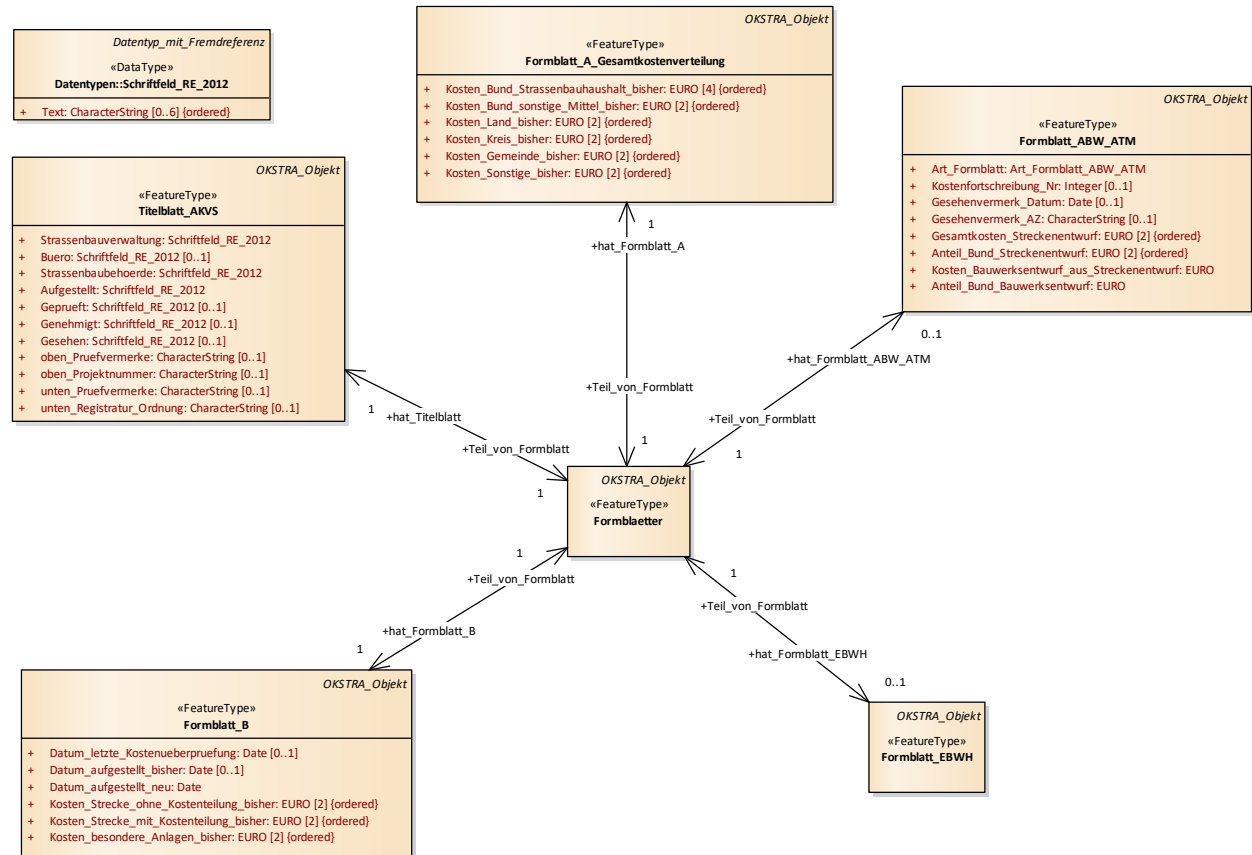 Datentyp_mit_Fremdreferenz
«DataType»
Datentypen::Schriftfeld_RE_2012
+ Text: CharacterString [0..6] {ordered}
OKSTRA_Objekt
«FeatureType»
Formblatt_A_Gesamtkostenverteilung
+ Kosten_Bund_Strassenbauhaushalt_bisher: EURO [4] {ordered}
+ Kosten_Bund_sonstige_Mittel_bisher: EURO [2] {ordered}
+ Kosten_Land_bisher: EURO [2] {ordered}
+ Kosten_Kreis_bisher: EURO [2] {ordered}
+ Kosten_Gemeinde_bisher: EURO [2] {ordered}
+ Kosten_Sonstige_bisher: EURO [2] {ordered}
OKSTRA_Objekt
«FeatureType»
Formblatt_ABW_ATM
+ Art_Formblatt: Art_Formblatt_ABW_ATM
+ Kostenfortschreibung_Nr: Integer [0..1]
+ Gesehenvermerk_Datum: Date [0..1]
+ Gesehenvermerk_AZ: CharacterString [0..1]
+ Gesamtkosten_Streckenentwurf: EURO [2] {ordered}
+ Anteil_Bund_Streckenentwurf: EURO [2] {ordered}
+ Kosten_Bauwerksentwurf_aus_Streckenentwurf: EURO
+ Anteil_Bund_Bauwerksentwurf: EURO
OKSTRA_Objekt
«FeatureType»
Titelblatt_AKVS
+ Strassenbauverwaltung: Schriftfeld_RE_2012
+ Buero: Schriftfeld_RE_2012 [0..1]
+ Strassenbaubehoerde: Schriftfeld_RE_2012
+ Aufgestellt: Schriftfeld_RE_2012
+ Geprueft: Schriftfeld_RE_2012 [0..1]
+ Genehmigt: Schriftfeld_RE_2012 [0..1]
+ Gesehen: Schriftfeld_RE_2012 [0..1]
+ oben_Pruefvermerke: CharacterString [0..1]
+ oben_Projektnummer: CharacterString [0..1]
+ unten_Pruefvermerke: CharacterString [0..1]
+ unten_Registratur_Ordnung: CharacterString [0..1]
1
+hat_Formblatt_A
+Teil_von_Formblatt
1
0..1
+hat_Formblatt_ABW_ATM
+Teil_von_Formblatt
1
1
+hat_Titelblatt
+Teil_von_Formblatt
1
OKSTRA_Objekt
«FeatureType»
Formblaetter
1
+Teil_von_Formblatt
+hat_Formblatt_B
1
1
+Teil_von_Formblatt
+hat_Formblatt_EBWH
0..1
OKSTRA_Objekt
«FeatureType»
Formblatt_B
+ Datum_letzte_Kostenueberpruefung: Date [0..1]
+ Datum_aufgestellt_bisher: Date [0..1]
+ Datum_aufgestellt_neu: Date
+ Kosten_Strecke_ohne_Kostenteilung_bisher: EURO [2] {ordered}
+ Kosten_Strecke_mit_Kostenteilung_bisher: EURO [2] {ordered}
+ Kosten_besondere_Anlagen_bisher: EURO [2] {ordered}
OKSTRA_Objekt
«FeatureType»
Formblatt_EBWH